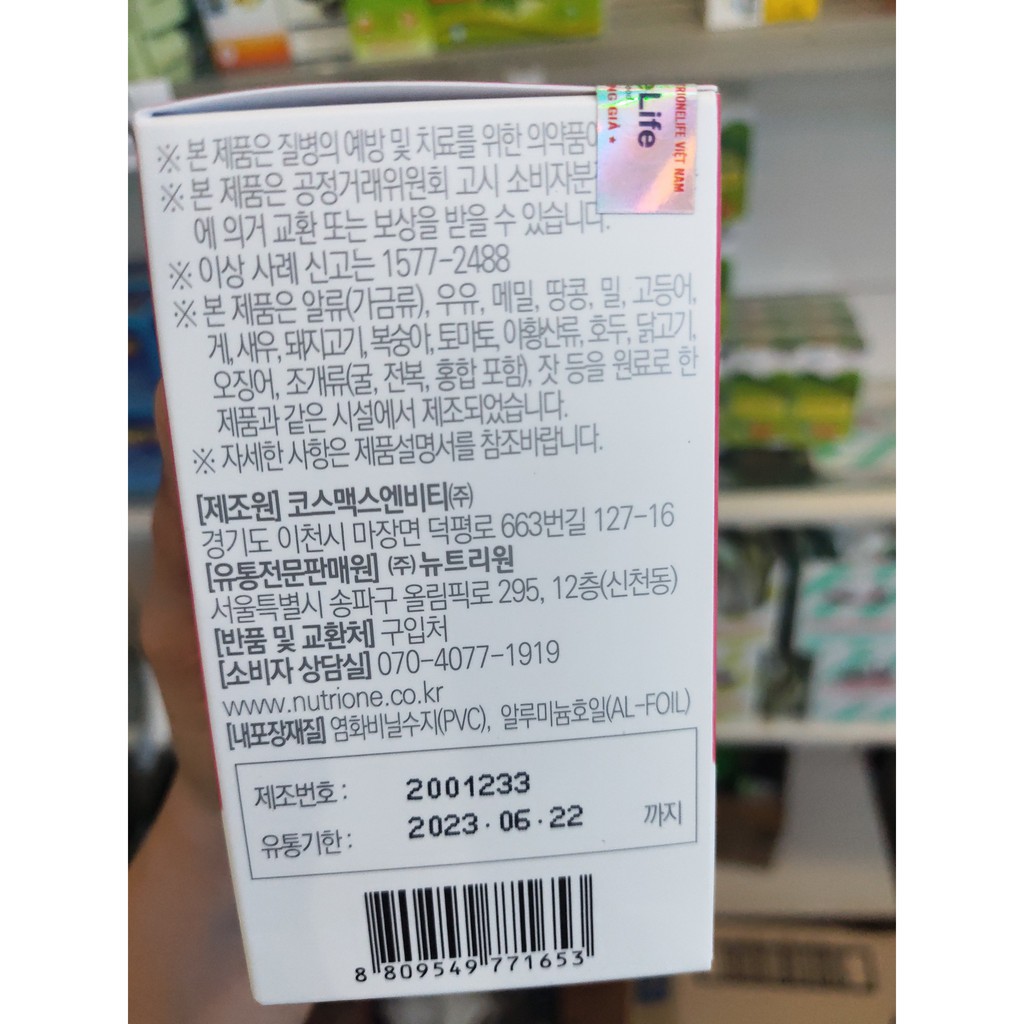 ※ 본 제품은 질병의 예방 및 치료를 위한 의약품이
※ 본 제품은 공정거래위원회 고시 소비자분
에 의거 교환 또는 보상을 받을 수 있습니다.
※ 이상 사례 신고는 1577-2488
※ 본 제품은 알류(가금류), 우유, 메밀, 땅콩, 밀, 고등어,
게, 새우, 돼지고기, 복숭아, 토마토, 아황산류, 호두, 닭고기,
오징어, 조개류(굴, 전복, 홍합 포함), 잣 등을 원료로 한
제품과 같은 시설에서 제조되었습니다.
※ 자세한 사항은 제품설명서를 참조바랍니다.
[제조원] 코스맥스엔비티(주)
경기도 이천시 마장면 덕평로 663번길 127-16
[유통전문판매원] (주)뉴트리원
서울특별시 송파구 올림픽로 295, 12층(신천동)
[반품 및 교환처] 구입처
[소비자 상담실] 070-4077-1919
www.nutrione.co.kr
[내포장재질] 염화비닐수지(PVC), 알루미늄호일(AL-FOIL)
제조번호 : 2001233
유통기한 : 2023.06.22 까지
8 809549 771653
eLife
RIONELIFE VIỆT NAM
NG GIẢ ★